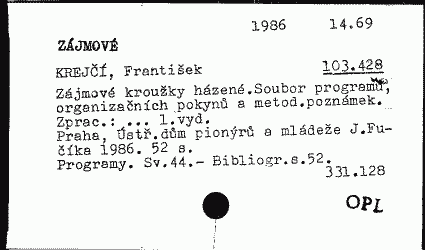 1986 14.69
ZÁJMOVÉ
KREJČÍ, František 103.428
Zájmové kroužky házené.Soubor programů,
organizačních pokynů a metod.poznámek.
Zprac.: ... 1.vyd.
Praha, Ústř.dům pionýrů a mládeže J.Fu-
číka 1986. 52 s.
Programy. Sv.44.- Bibliogr.s.52.
331.128
OPL